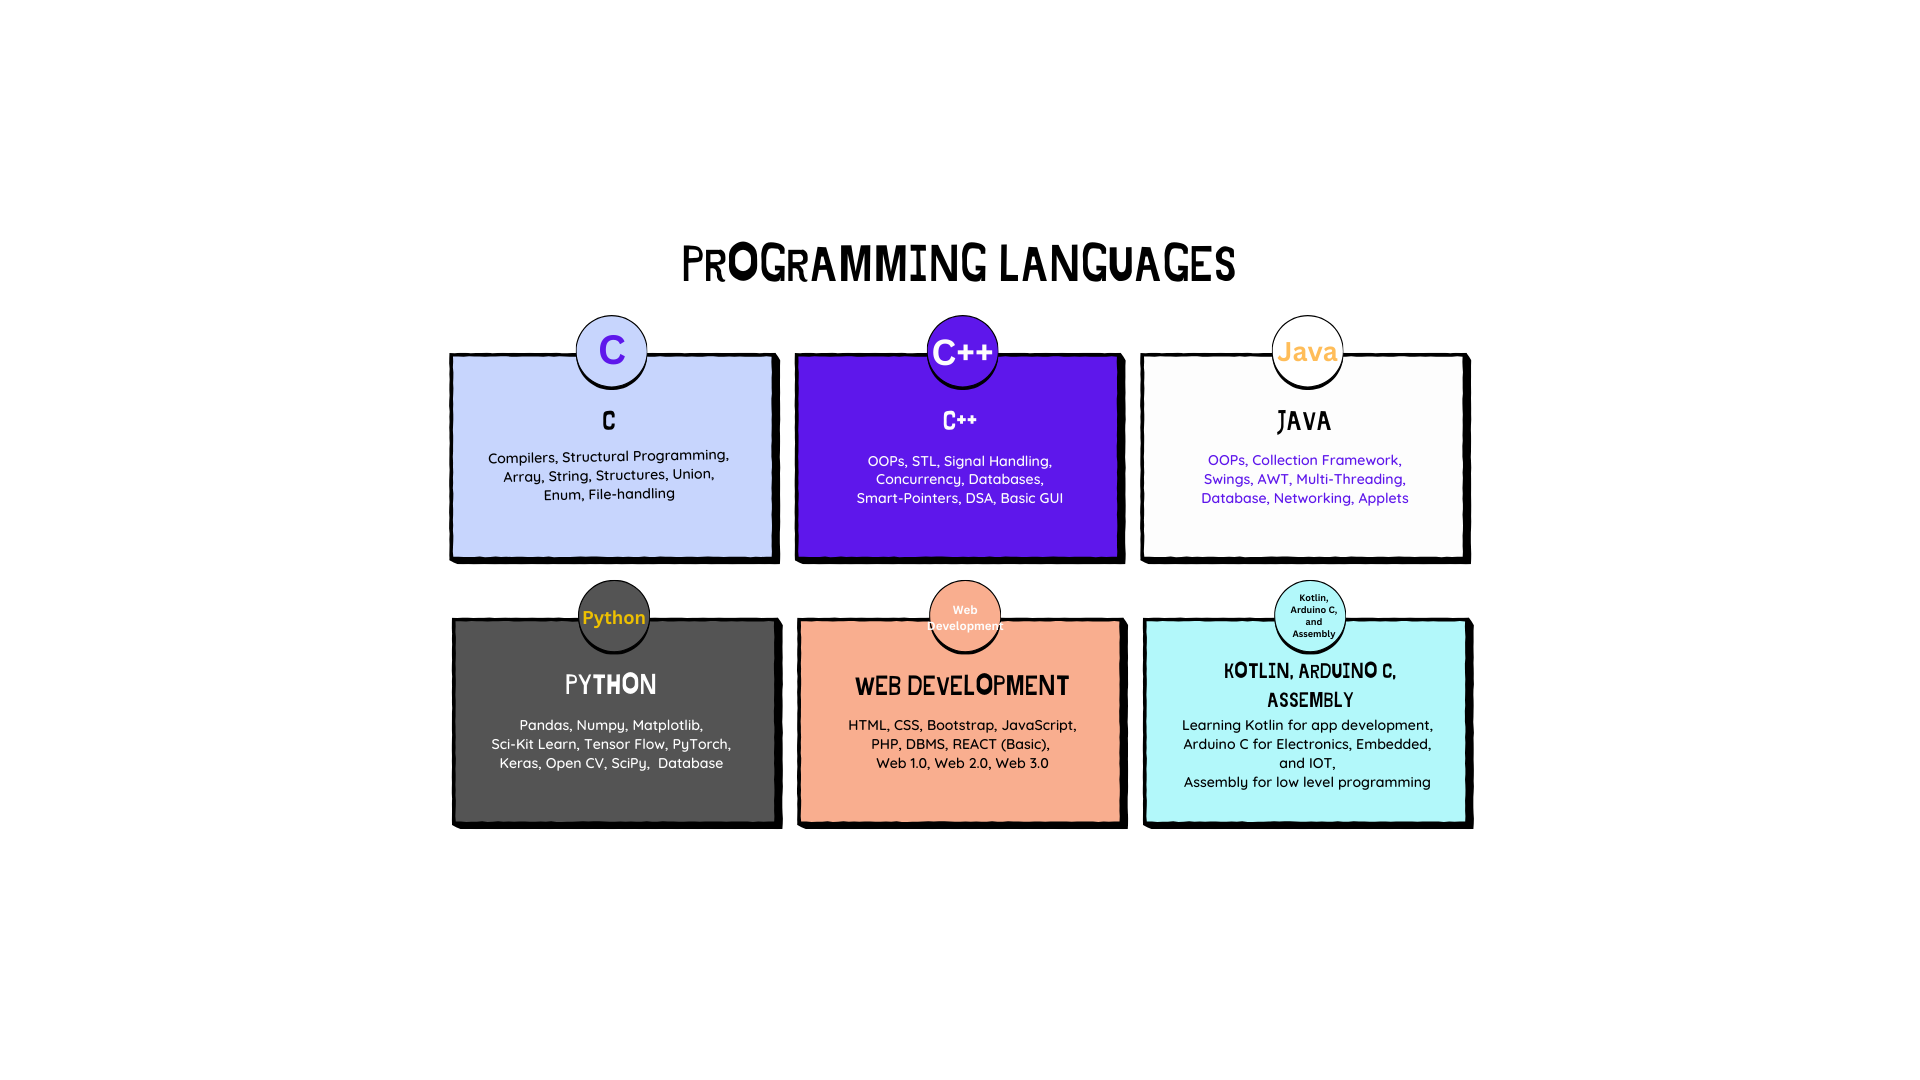 PROGRAMMING LANGUAGES
C
C
Compilers, Structural Programming,
Array, String, Structures, Union,
Enum, File-handling
C++
C++
OOPs, STL, Signal Handling,
Concurrency, Databases,
Smart-Pointers, DSA, Basic GUI
Java
JAVA
OOPs, Collection Framework,
Swings, AWT, Multi-Threading,
Database, Networking, Applets
Python
PYTHON
Pandas, Numpy, Matplotlib,
Sci-Kit Learn, Tensor Flow, PyTorch,
Keras, Open CV, SciPy,  Database
Web
Development
WEB DEVELOPMENT
HTML, CSS, Bootstrap, JavaScript,
PHP, DBMS, REACT (Basic),
Web 1.0, Web 2.0, Web 3.0
Kotlin,
Arduino C,
and
Assembly
KOTLIN, ARDUINO C,
ASSEMBLY
Learning Kotlin for app development,
Arduino C for Electronics, Embedded,
and IOT,
Assembly for low level programming